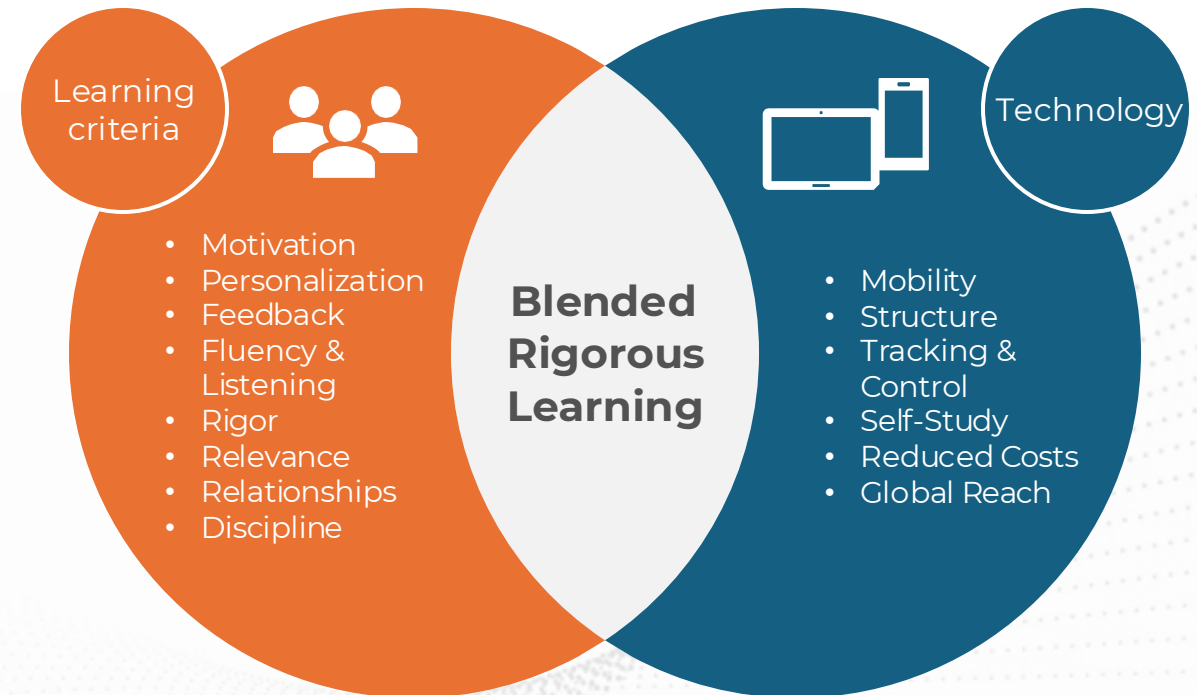 Learning
criteria
• Motivation
• Personalization
• Feedback
• Fluency &
Listening
• Rigor
• Relevance
• Relationships
• Discipline
Blended
Rigorous
Learning
Technology
• Mobility
• Structure
• Tracking &
Control
• Self-Study
• Reduced Costs
• Global Reach